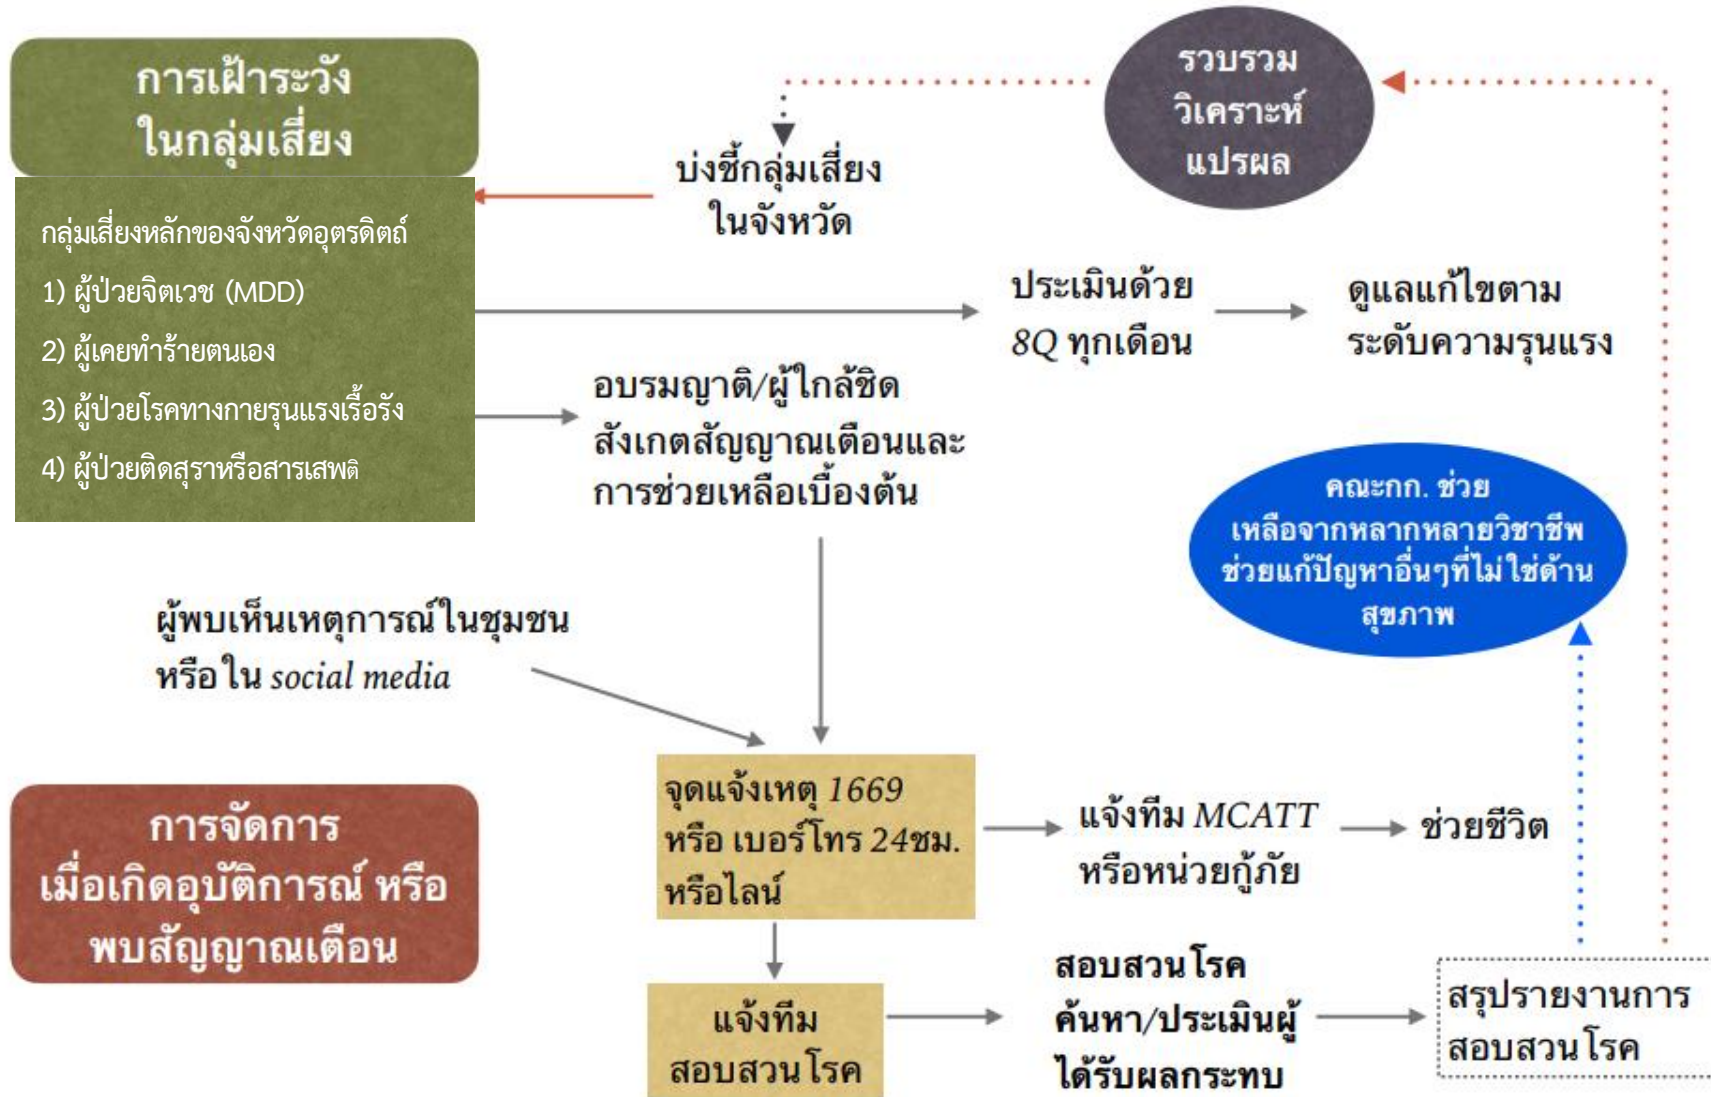 การเฝ้าระวัง
ในกลุ่มเสี่ยง
กลุ่มเสี่ยงหลักของจังหวัดอุตรดิตถ์
1) ผู้ป่วยจิตเวช (MDD)
2) ผู้เคยทำร้ายตนเอง
3) ผู้ป่วยโรคทางกายรุนแรงเรื้อรัง
4) ผู้ป่วยติดสุราหรือสารเสพติ
รวบรวม
วิเคราะห์
แปรผล
บ่งชี้กลุ่มเสี่ยง
ในจังหวัด
ประเมินด้วย
8Q ทุกเดือน
ดูแลแก้ไขตาม
ระดับความรุนแรง
อบรมญาติ/ผู้ใกล้ชิด
สังเกตสัญญาณเตือนและ
การช่วยเหลือเบื้องต้น
คณะกก. ช่วย
เหลือจากหลากหลายวิชาชีพ
ช่วยแก้ปัญหาอื่นๆที่ไม่ใช่ด้าน
สุขภาพ
ผู้พบเห็นเหตุการณ์ในชุมชน
หรือใน social media
การจัดการ
เมื่อเกิดอุบัติการณ์ หรือ
พบสัญญาณเตือน
จุดแจ้งเหตุ 1669
หรือ เบอร์โทร 24ชม.
หรือไลน์
แจ้งทีม MCATT
หรือหน่วยกู้ภัย
ช่วยชีวิต
แจ้งทีม
สอบสวนโรค
สอบสวนโรค
ค้นหา/ประเมินผู้
ได้รับผลกระทบ
สรุปรายงานการ
สอบสวนโรค